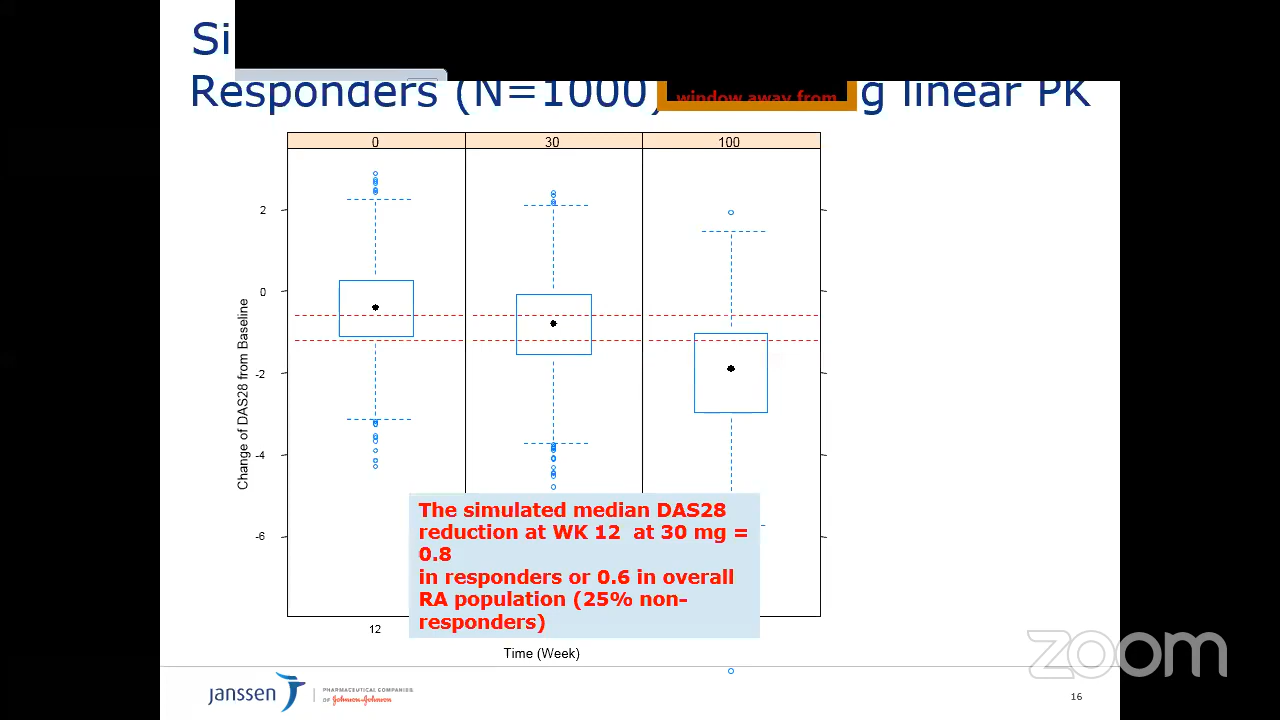 Si
Responders (N=1000)
window away from
g linear PK
0
30
100
2
0
-2
-4
-6
Change of DAS28 from Baseline
The simulated median DAS28
reduction at WK 12 at 30 mg =
0.8
in responders or 0.6 in overall
RA population (25% non-
responders)
12
Time (Week)
janssen
PHARMACEUTICAL COMPANIES
OF Johnson-Johnson
16
zoom